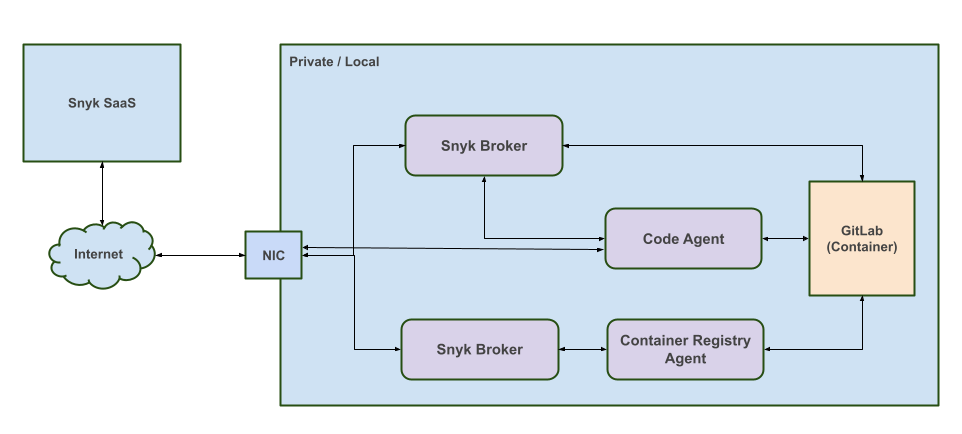 Private / Local
Snyk SaaS
Snyk Broker
Code Agent
GitLab
(Container)
Internet
NIC
Snyk Broker
Container Registry
Agent